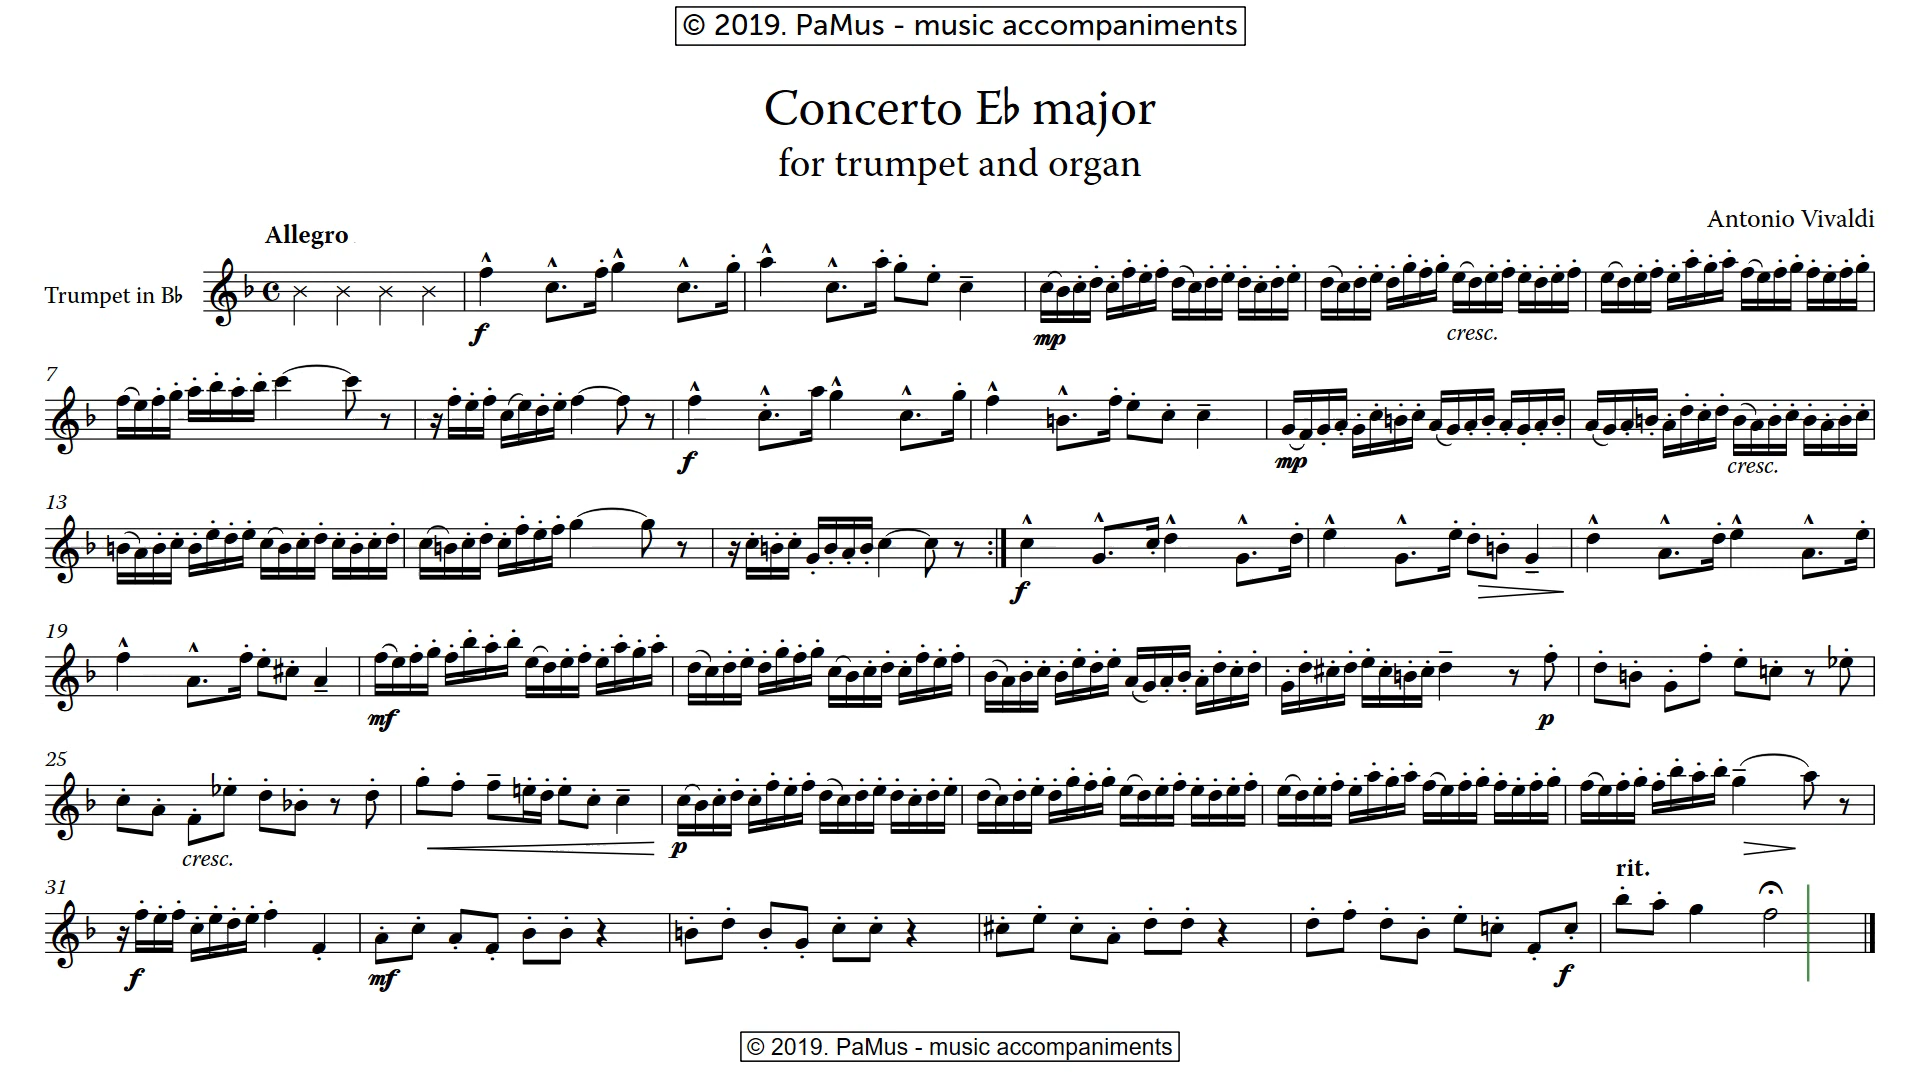 © 2019. PaMus - music accompaniments
Concerto E♭ major
for trumpet and organ
Antonio Vivaldi
Allegro
Trumpet in B♭
f
mp
cresc.
7
f
mp
cresc.
13
f
19
mf
p
25
cresc.
p
rit.
31
f
mf
f
© 2019. PaMus - music accompaniments